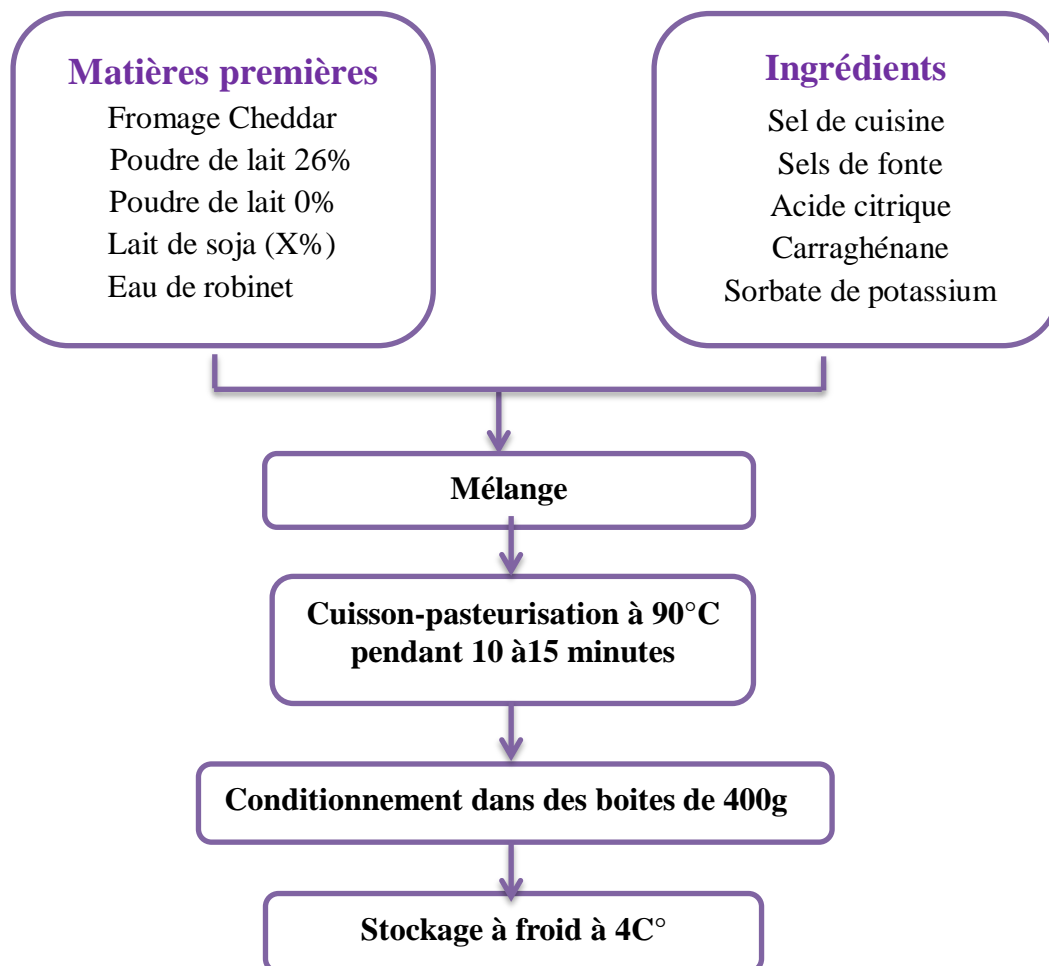 Matières premières
Fromage Cheddar
Poudre de lait 26%
Poudre de lait 0%
Lait de soja (X%)
Eau de robinet
Ingrédients
Sel de cuisine
Sels de fonte
Acide citrique
Carraghénane
Sorbate de potassium
Mélange
Cuisson-pasteurisation à 90°C
pendant 10 à15 minutes
Conditionnement dans des boites de 400g
Stockage à froid à 4C°